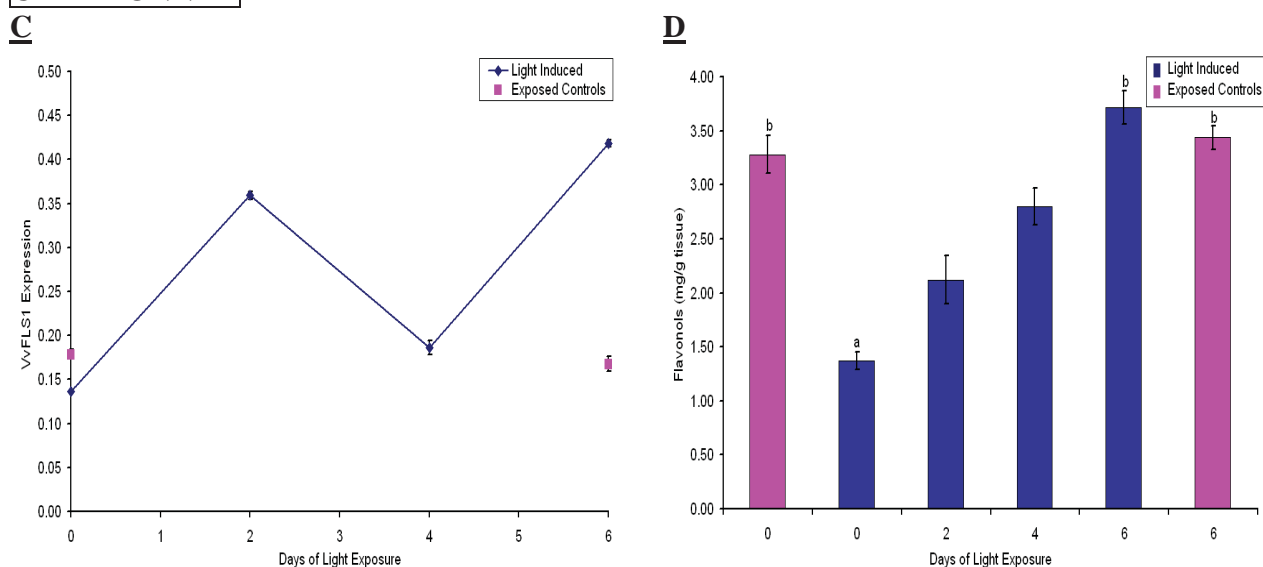 C
Light Induced
Exposed Controls
0.50
0.45
0.40
0.35
0.30
0.25
0.20
0.15
0.10
0.05
0.00
VvFLS1 Expression
0 1 2 3 4 5 6
Days of Light Exposure
D
Light Induced
Exposed Controls
4.00
3.50
3.00
2.50
2.00
1.50
1.00
0.50
0.00
Flavonols (mg/g tissue)
b
a
b
b
0 0 2 4 6 6
Days of Light Exposure